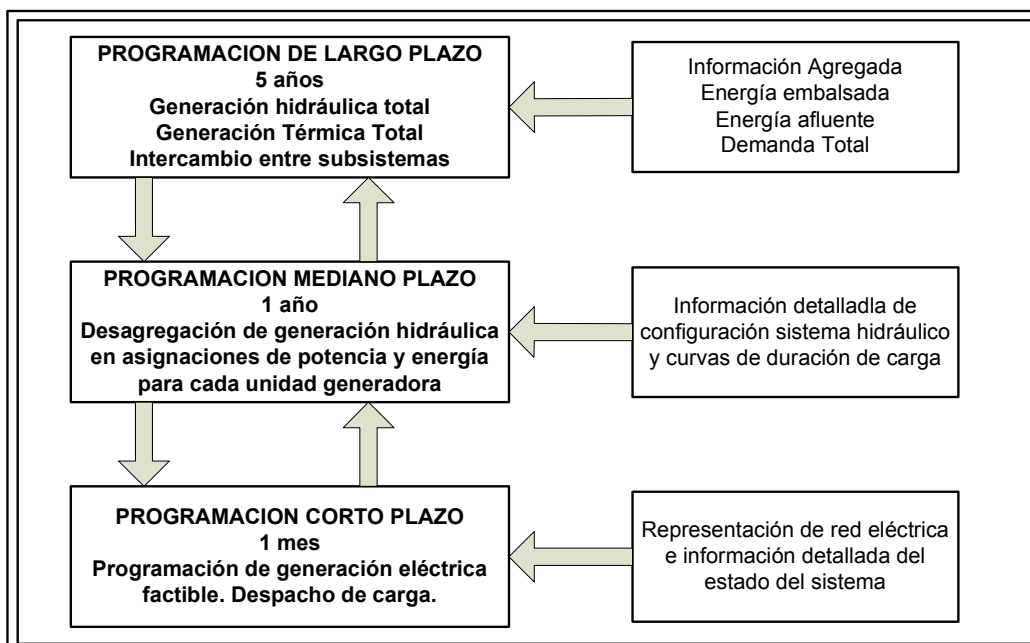 PROGRAMACION DE LARGO PLAZO
5 años
Generación hidráulica total
Generación Térmica Total
Intercambio entre subsistemas
Información Agregada
Energía embalsada
Energía afluente
Demanda Total
PROGRAMACION MEDIANO PLAZO
1 año
Desagregación de generación hidráulica
en asignaciones de potencia y energía
para cada unidad generadora
Información detalladla de
configuración sistema hidráulico
y curvas de duración de carga
PROGRAMACION CORTO PLAZO
1 mes
Programación de generación eléctrica
factible. Despacho de carga.
Representación de red eléctrica
e información detallada del
estado del sistema